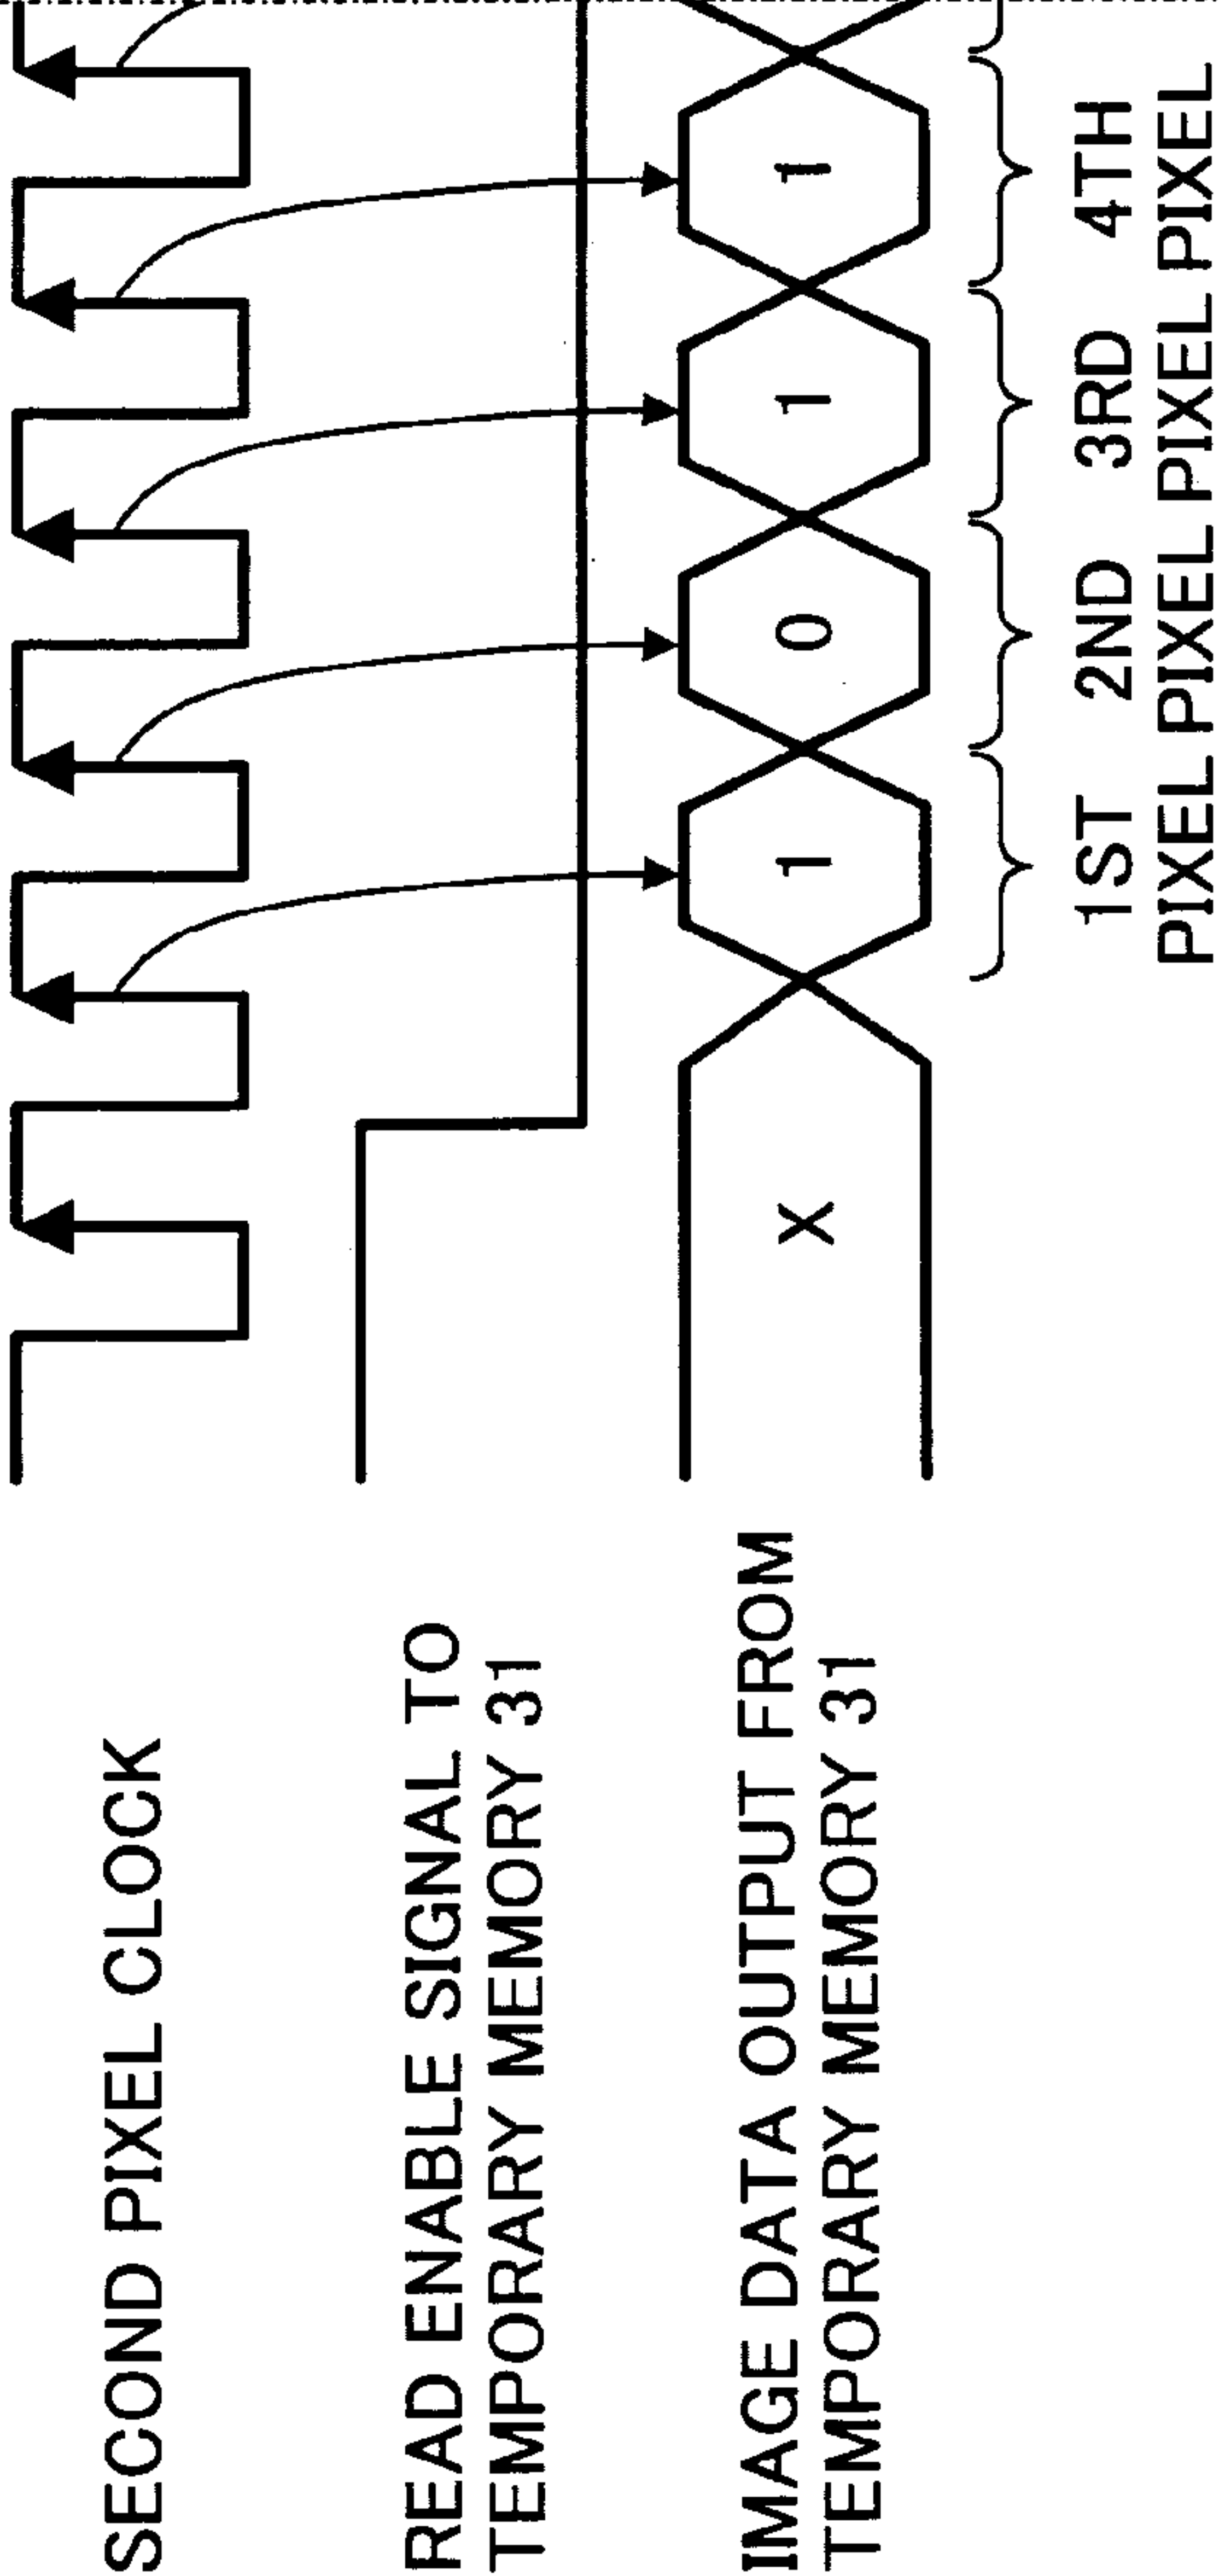 SECOND PIXEL CLOCK
READ ENABLE SIGNAL TO
TEMPORARY MEMORY 31
IMAGE DATA OUTPUT FROM
TEMPORARY MEMORY 31
X 1 0 1 1
1ST 2ND 3RD 4TH
PIXEL PIXEL PIXEL PIXEL